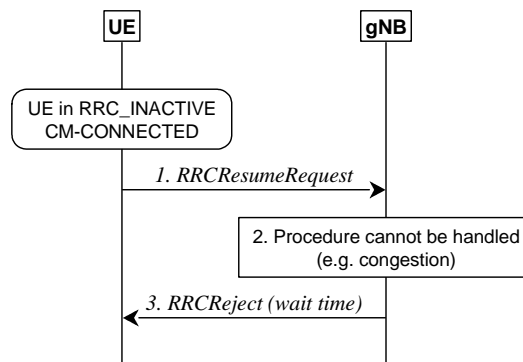 UE
gNB
UE in RRC_INACTIVE
CM-CONNECTED
1. RRCResumeRequest
2. Procedure cannot be handled
(e.g. congestion)
3. RRCReject (wait time)